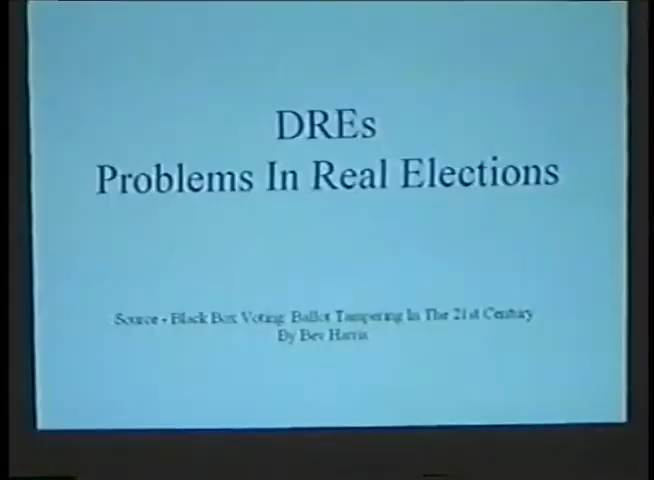 DREs
Problems In Real Elections
Source - Black Box Voting: Ballot Tampering In The 21st Century
By Bev Harris